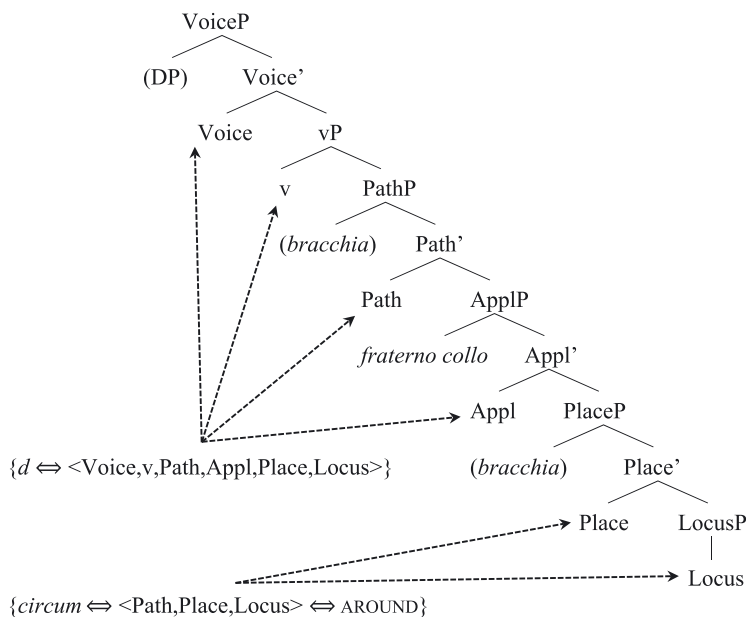 VoiceP
(DP) Voice’
Voice vP
v PathP
(bracchia) Path’
Path ApplP
fraterno collo Appl’
Appl PlaceP
{d ⇔ <Voice,v,Path,Appl,Place,Locus>} (bracchia) Place’
Place LocusP
Locus
{circum ⇔ <Path,Place,Locus> ⇔ AROUND}